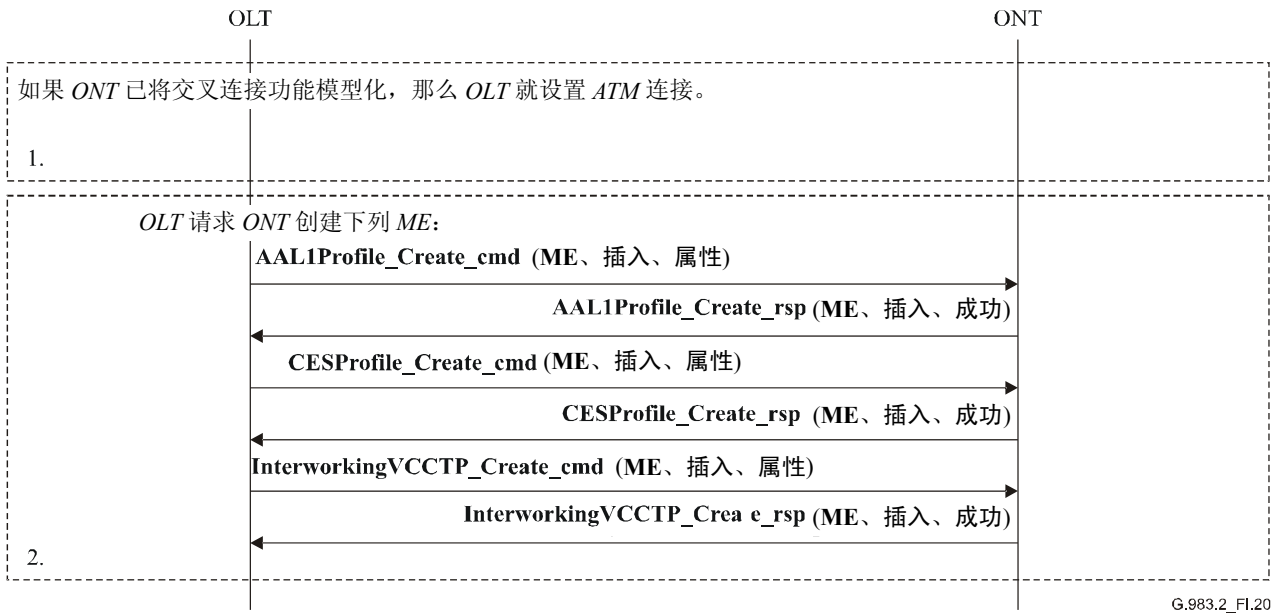 OLT ONT
如果 ONT 已将交叉连接功能模型化，那么 OLT 就设置 ATM 连接。
1.
OLT 请求 ONT 创建下列 ME：
AAL1Profile_Create_cmd (ME、插入、属性)
AAL1Profile_Create_rsp (ME、插入、成功)
CESProfile_Create_cmd (ME、插入、属性)
CESProfile_Create_rsp (ME、插入、成功)
InterworkingVCCTP_Create_cmd (ME、插入、属性)
InterworkingVCCTP_Crea e_rsp (ME、插入、成功)
2.
G.983.2_FI.20